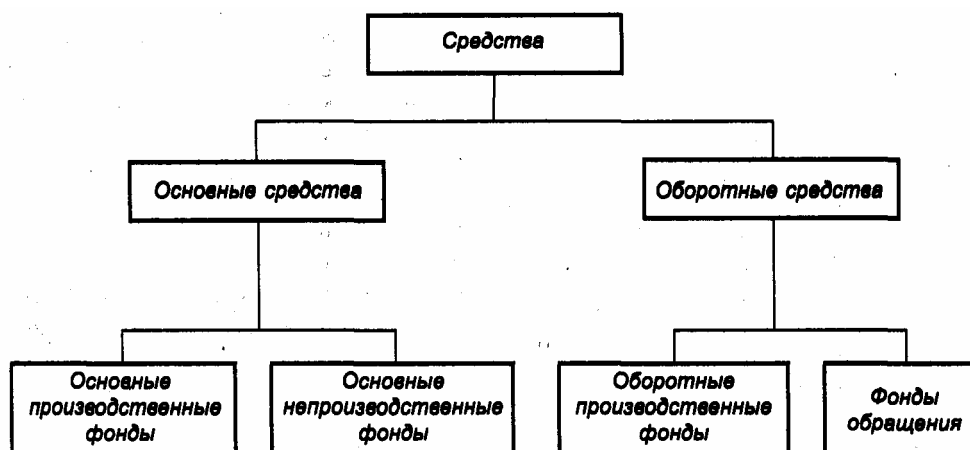 Средства
Основные средства
Оборотные средства
Основные
производственные
фонды
Основные
непроизводственные
фонды
Оборотные
производственные
фонды
Фонды
обращения